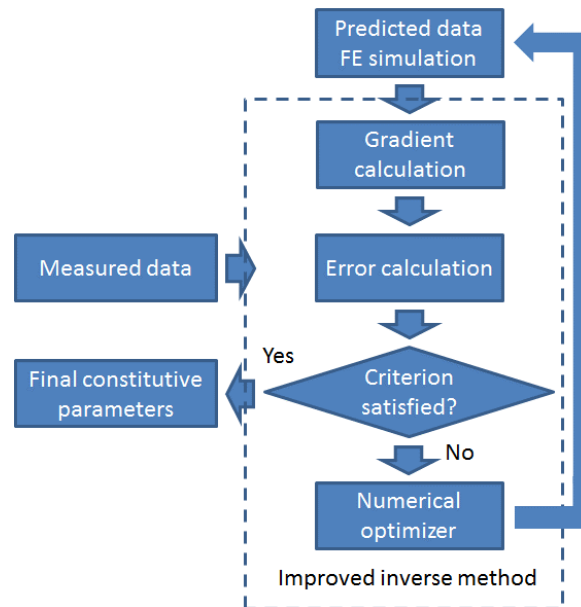 Predicted data
FE simulation
Gradient
calculation
Measured data
Error calculation
Yes
Final constitutive
parameters
Criterion
satisfied?
No
Numerical
optimizer
Improved inverse method